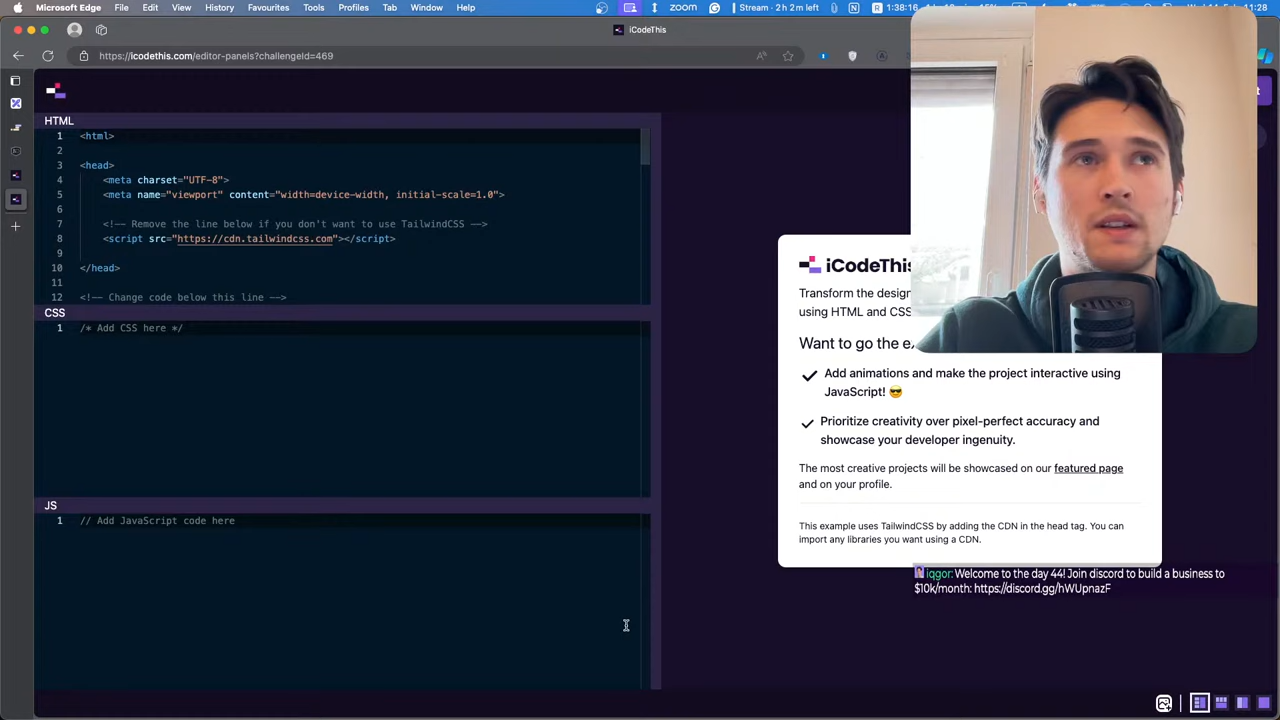 History
Favourites
Tools
Profiles
Tab
Window
Help
ZOOM
Stream · 2h 2m left
1:38:16
11:28
iCodeThis
https://icodethis.com/editor-panels?challengeId=469
HTML
1 <html>
2
3 <head>
4 <meta charset="UTF-8">
5 <meta name="viewport" content="width=device-width, initial-scale=1.0">
6
7 <!-- Remove the line below if you don't want to use TailwindCSS -->
8 <script src="https://cdn.tailwindcss.com"></script>
9
10 </head>
11
12 <!-- Change code below this line -->
CSS
1 /* Add CSS here */
JS
1 // Add JavaScript code here
iCodeThis
Transform the design
using HTML and CSS
Want to go the
Add animations and make the project interactive using
JavaScript! 😎
Prioritize creativity over pixel-perfect accuracy and
showcase your developer ingenuity.
The most creative projects will be showcased on our featured page
and on your profile.
This example uses TailwindCSS by adding the CDN in the head tag. You can
import any libraries you want using a CDN.
iqgor: Welcome to the day 44! Join discord to build a business to
$10k/month: https://discord.gg/hWUpnazF